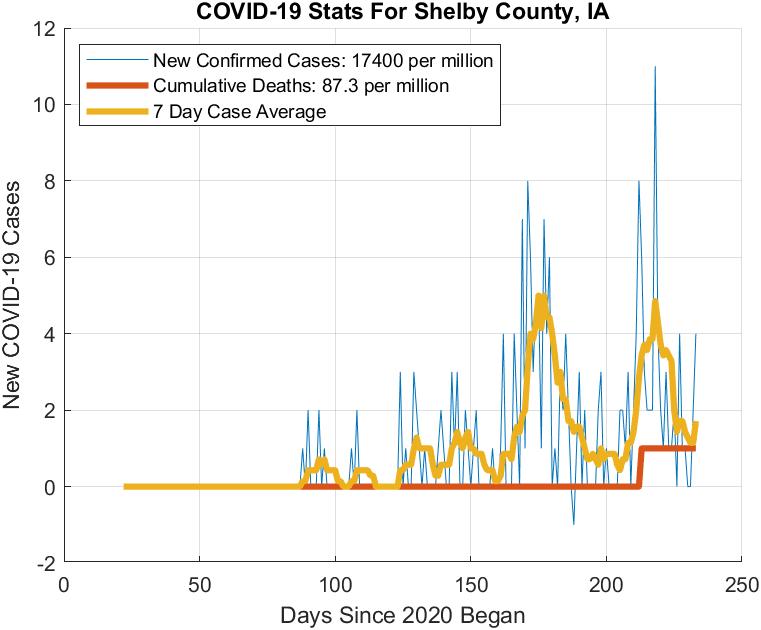 COVID-19 Stats For Shelby County, IA
New Confirmed Cases: 17400 per million
Cumulative Deaths: 87.3 per million
7 Day Case Average
New COVID-19 Cases
12
10
8
6
4
2
0
-2
0 50 100 150 200 250
Days Since 2020 Began